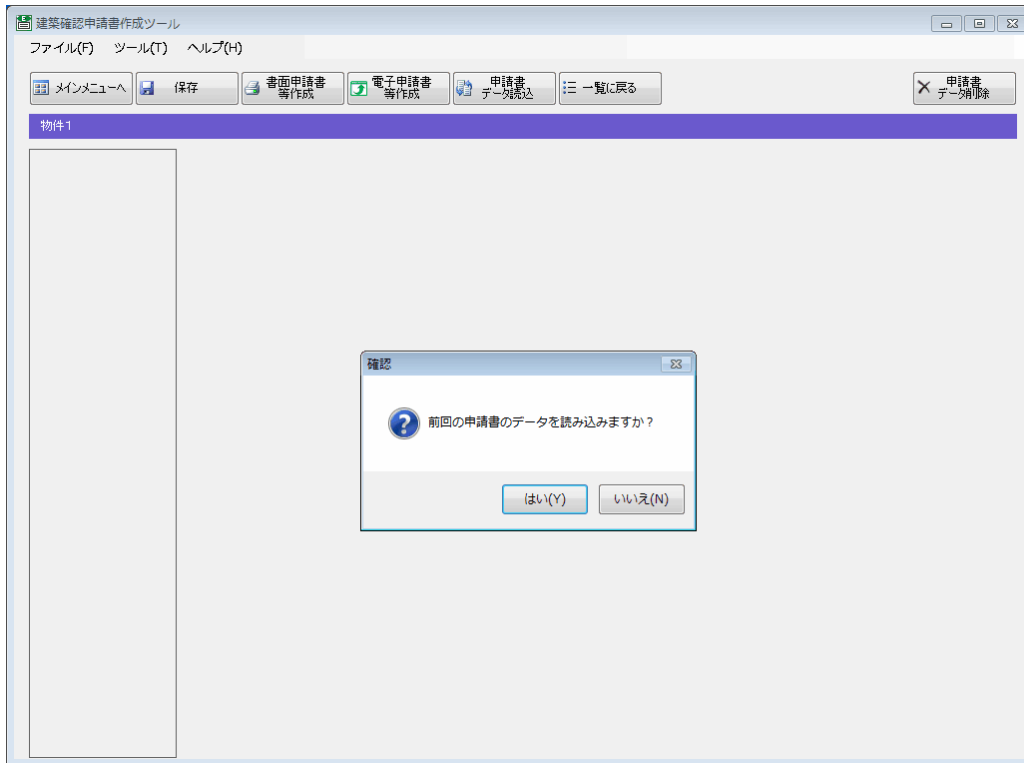 建築確認申請書作成ツール
ファイル(F) ツール(T) ヘルプ(H)
メインメニューへ
保存
書面申請書
等作成
電子申請書
等作成
申請書
データ読込
一覧に戻る
申請書
データ削除
物件1
確認
前回の申請書のデータを読み込みますか？
はい(Y) いいえ(N)